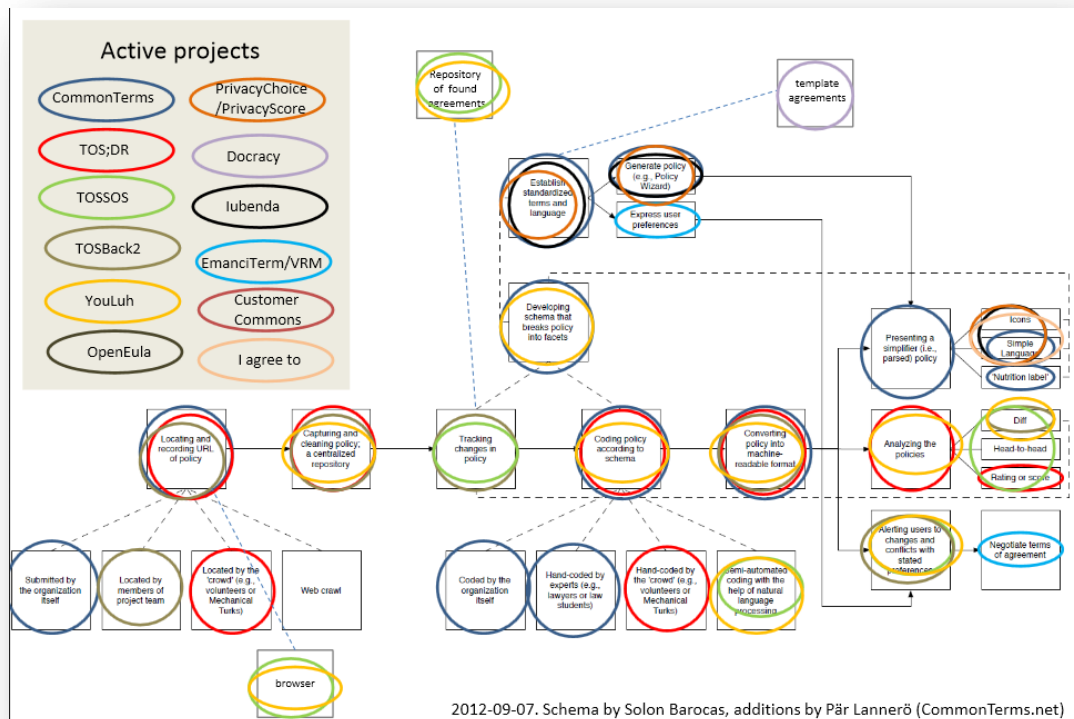 Active projects
CommonTerms
PrivacyChoice
/PrivacyScore
TOS;DR
Docracy
TOSSOS
Iubenda
TOSBack2
EmanciTerm/VRM
YouLuh
Customer
Commons
OpenEula
I agree to
Repository
of found
agreements
template
agreements
Establish
standardized
terms and
language
Generate policy
(e.g., Policy
Wizard)
Express user
preferences
Developing
schema that
breaks policy
into facets
Presenting a
simplifier (i.e.,
parsed) policy
Icons
Simple
Language
'Nutrition label'
Locating and
recording URL
of policy
Capturing and
cleaning policy;
a centralized
repository
Tracking
changes in
policy
Coding policy
according to
schema
Converting
policy into
machine-
readable format
Analyzing the
policies
Diff
Head-to-head
Rating or score
Alerting users to
changes and
conflicts with
stated
preferences
Negotiate terms
of agreement
Submitted by
the organization
itself
Located by
members of
project team
Located by the
'crowd' (e.g.,
volunteers or
Mechanical
Turks)
Web crawl
Coded by the
organization
itself
Hand-coded by
experts (e.g.,
lawyers or law
students)
Hand-coded by
the 'crowd' (e.g.,
volunteers or
Mechanical
Turks)
Semi-automated
coding with the
help of natural
language
processing
browser
2012-09-07. Schema by Solon Barocas, additions by Pär Lannerö (CommonTerms.net)